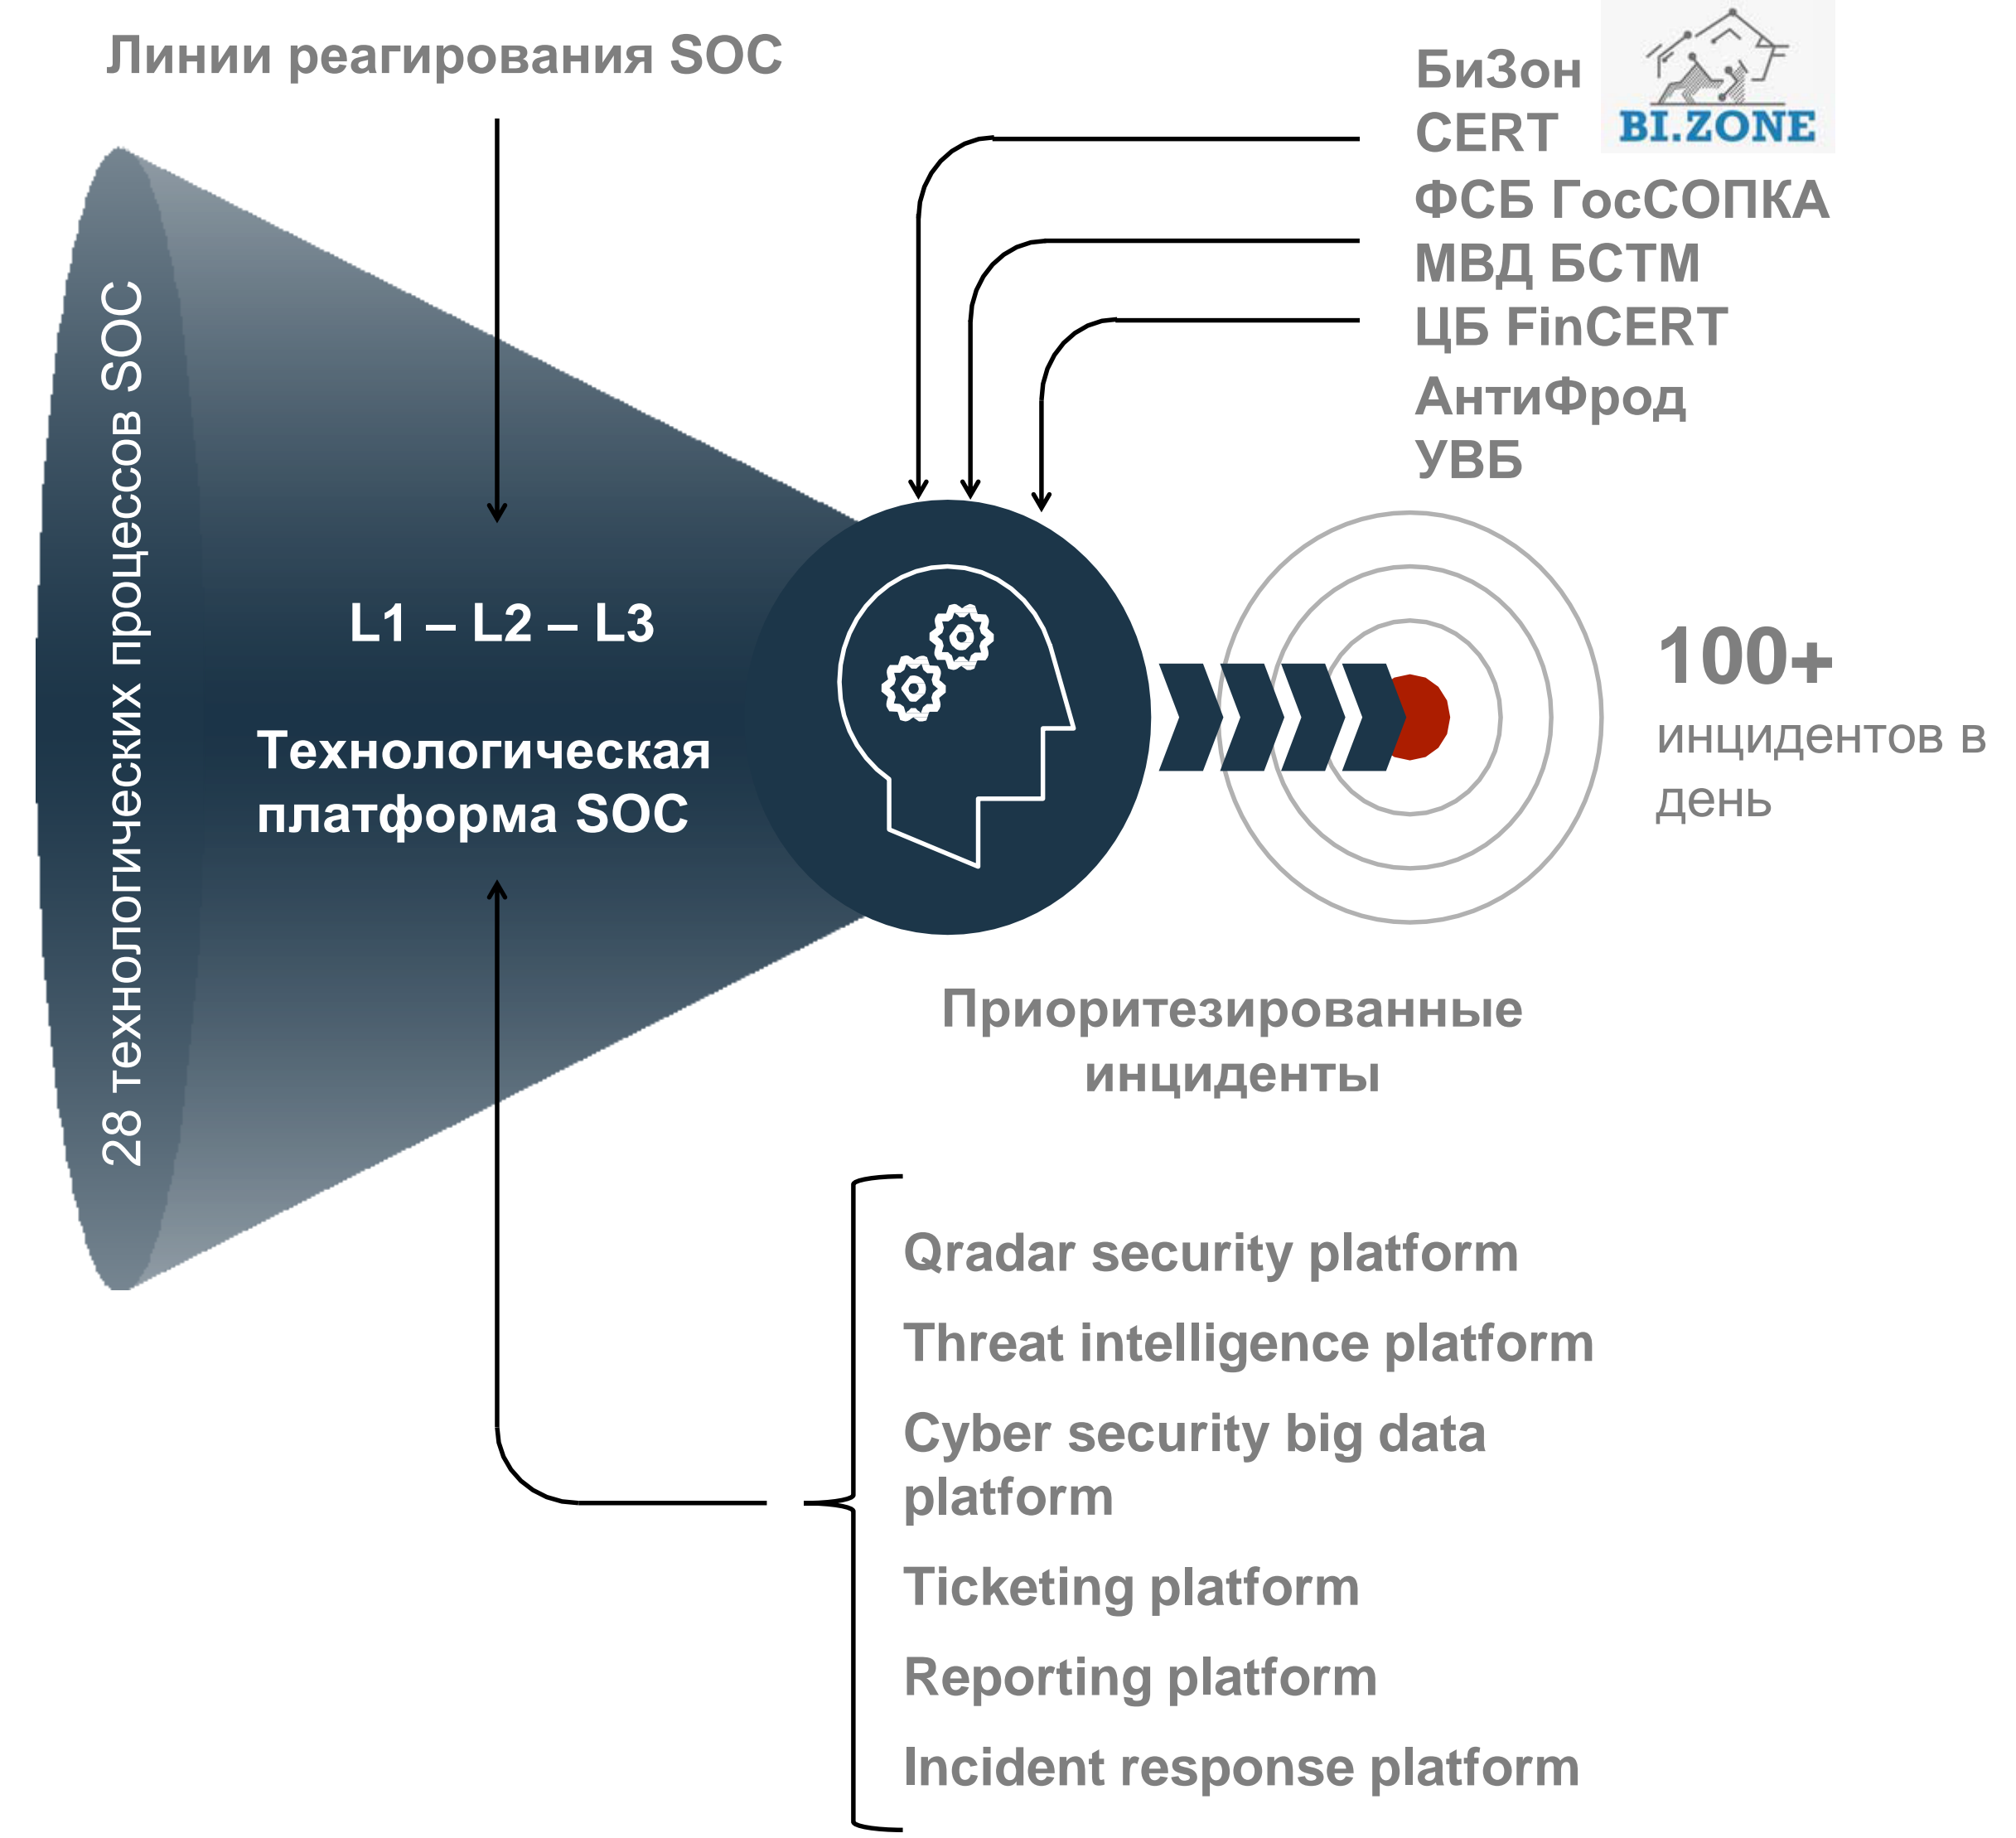 Линии реагирования SOC
БиЗон
CERT
BI.ZONE
ФСБ ГосСОПКА
МВД БСТМ
ЦБ FinCERT
АнтиФрод
УВБ
28 технологических процессов SOC
L1 – L2 – L3
Технологическая
платформа SOC
100+
инцидентов в
день
Приоритезированные
инциденты
Qradar security platform
Threat intelligence platform
Cyber security big data
platform
Ticketing platform
Reporting platform
Incident response platform